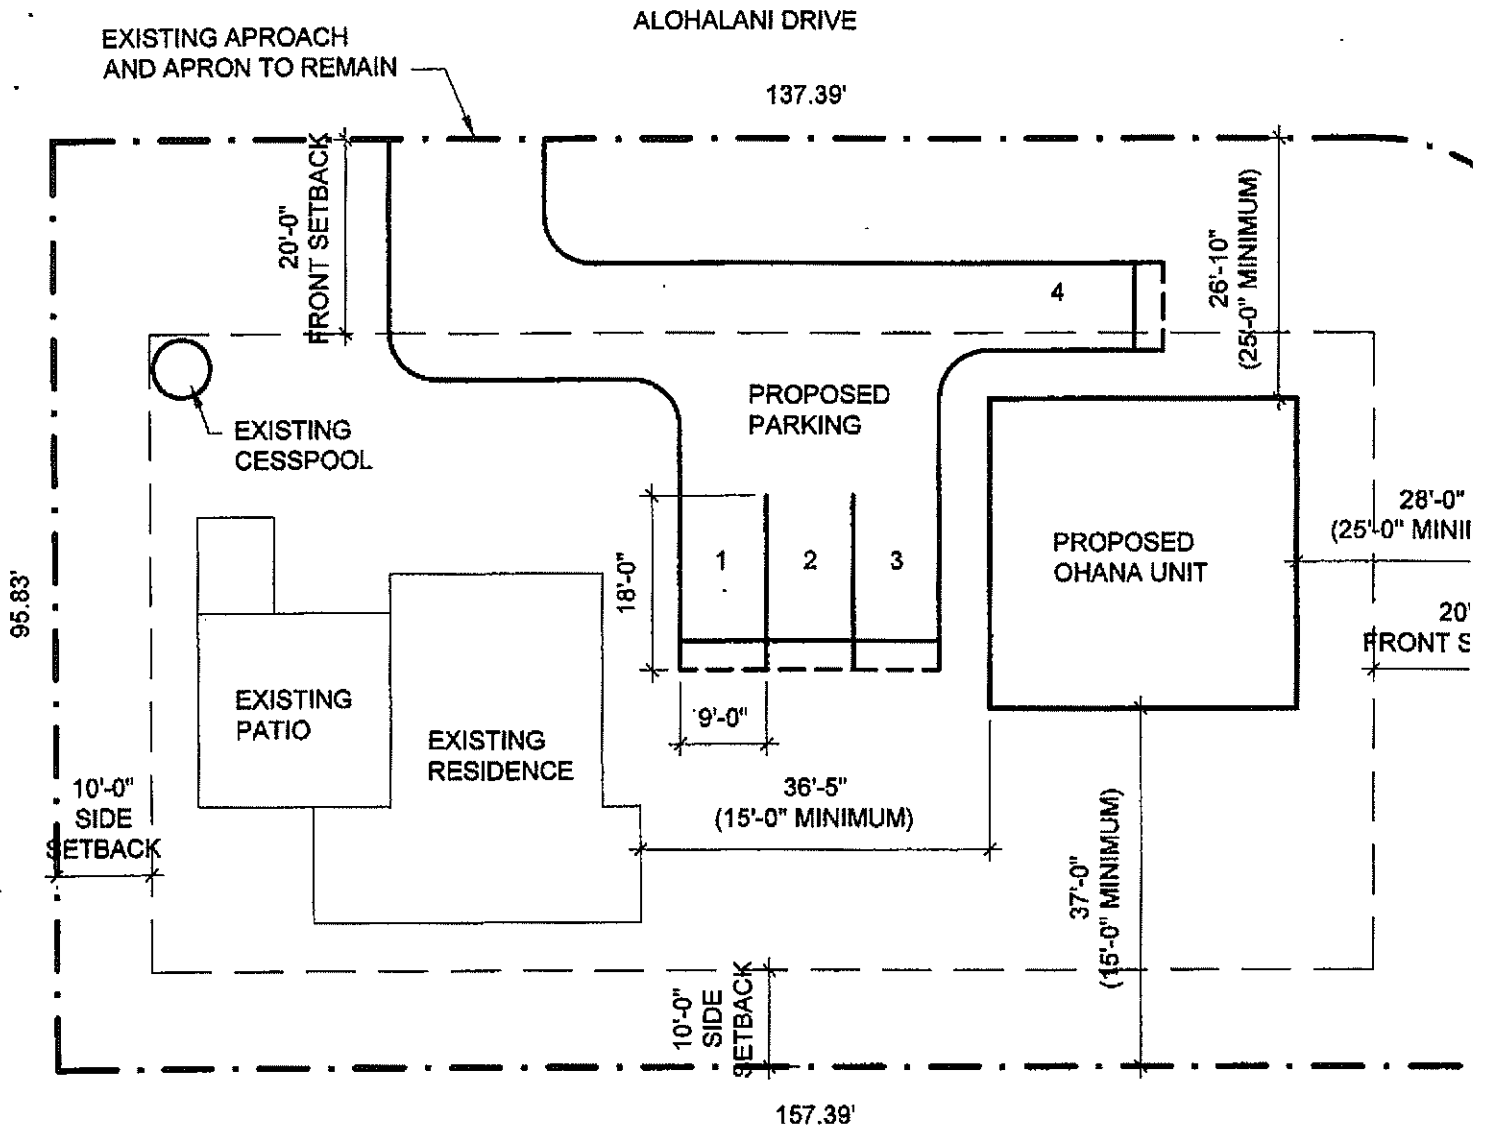 ALOHALANI DRIVE
EXISTING APROACH
AND APRON TO REMAIN
137.39'
20'-0"
FRONT SETBACK
26'-10"
(25'-0" MINIMUM)
4
PROPOSED
PARKING
EXISTING
CESSPOOL
28'-0"
(25'-0" MINI
1
2
3
PROPOSED
OHANA UNIT
18'-0"
95.83'
20'
FRONT S
EXISTING
PATIO
9'-0"
EXISTING
RESIDENCE
10'-0"
SIDE
SETBACK
36'-5"
(15'-0" MINIMUM)
37'-0"
(15'-0" MINIMUM)
10'-0"
SIDE
SETBACK
157.39'